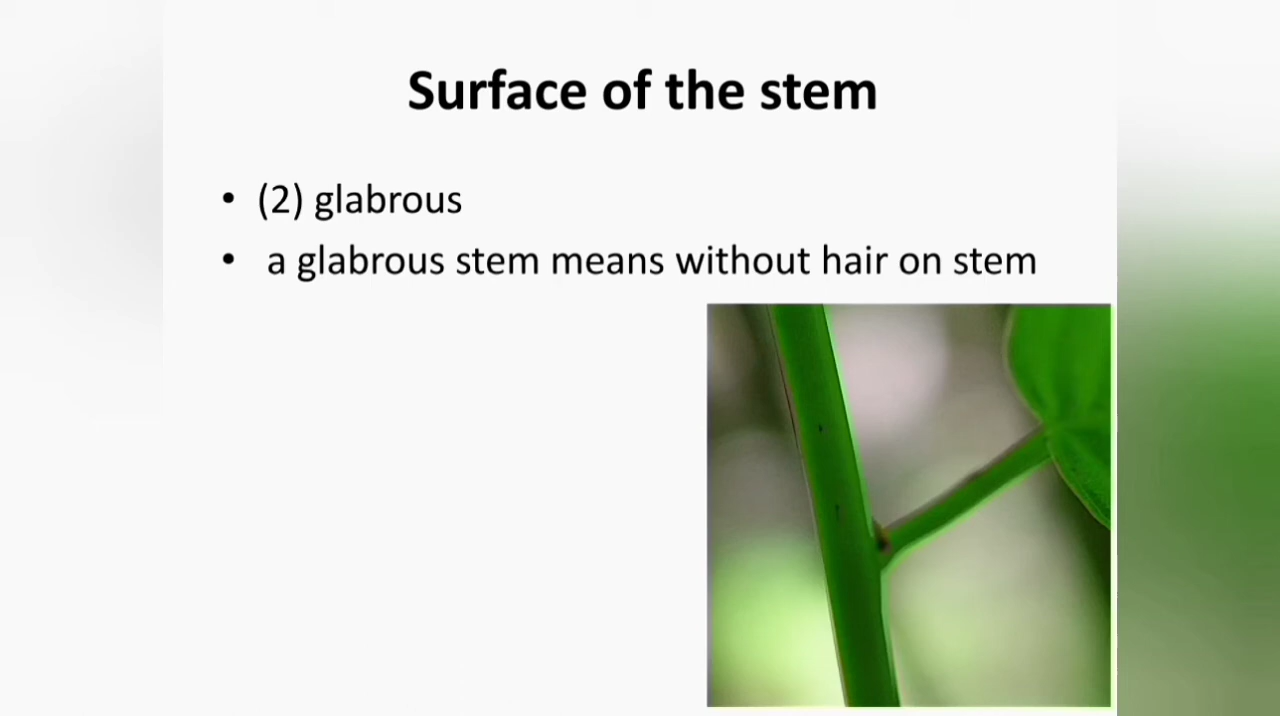 Surface of the stem
• (2) glabrous
• a glabrous stem means without hair on stem